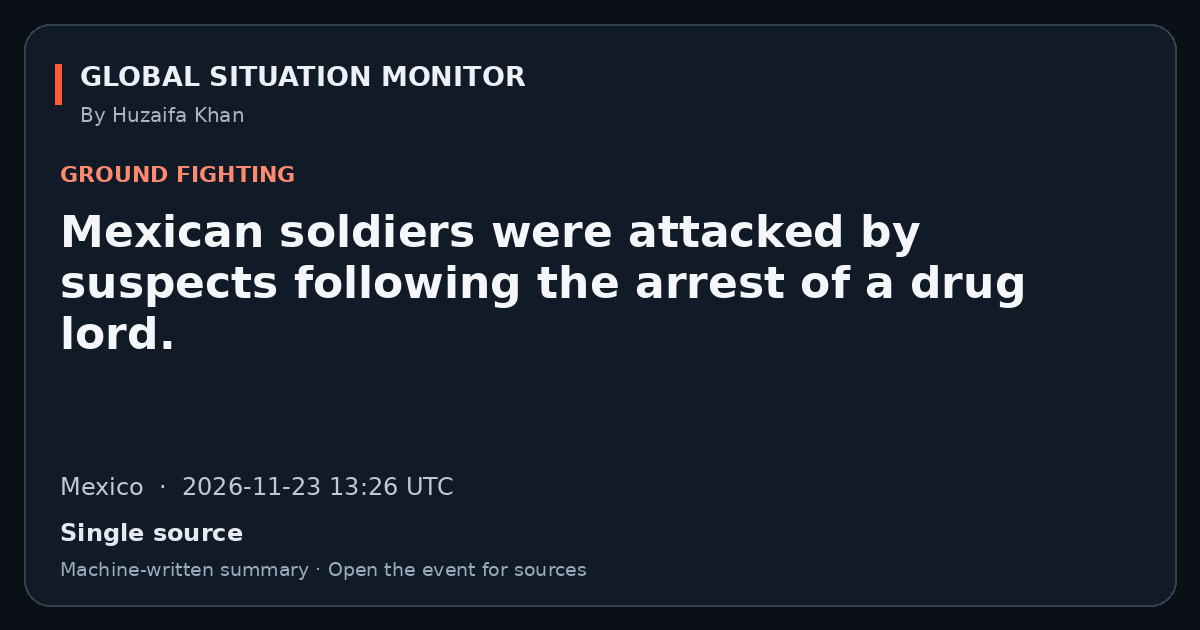 GLOBAL SITUATION MONITOR
By Huzaifa Khan
GROUND FIGHTING
Mexican soldiers were attacked by
suspects following the arrest of a drug
lord.
Mexico · 2026-11-23 13:26 UTC
Single source
Machine-written summary · Open the event for sources